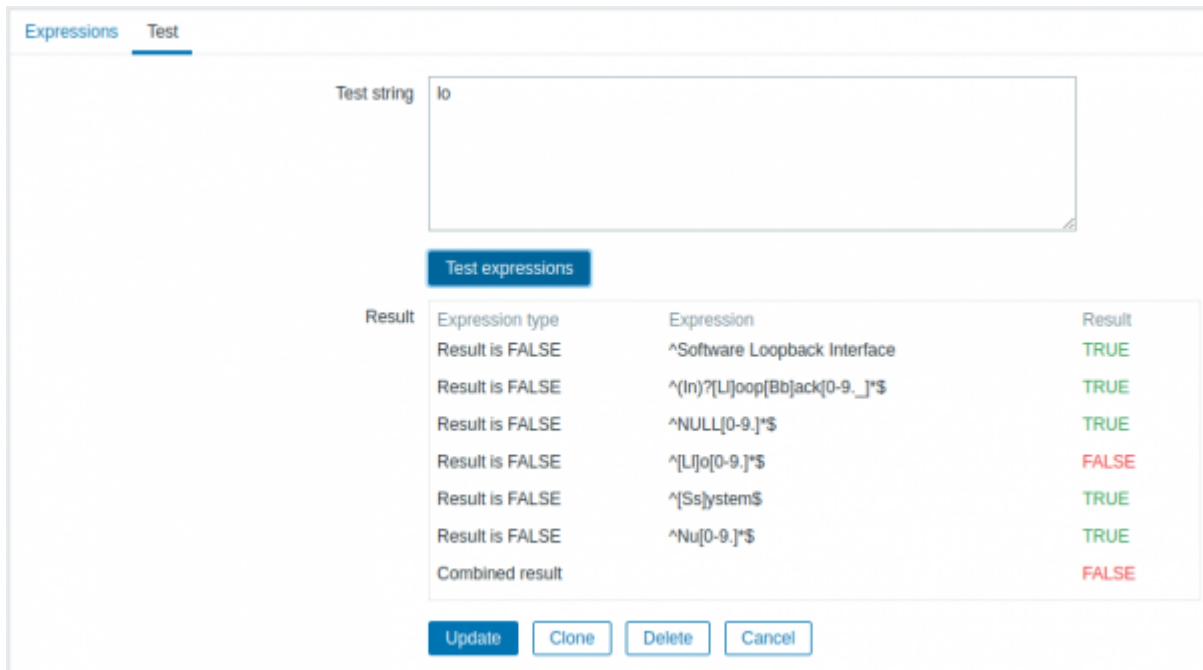 Expressions Test
Test string lo
Test expressions
Result Expression type Expression Result
Result is FALSE ^Software Loopback Interface TRUE
Result is FALSE ^(In)?[Ll]oop[Bb]ack[0-9._]*$ TRUE
Result is FALSE ^NULL[0-9.]*$ TRUE
Result is FALSE ^[Ll]o[0-9.]*$ FALSE
Result is FALSE ^[Ss]ystem$ TRUE
Result is FALSE ^Nu[0-9.]*$ TRUE
Combined result FALSE
Update Clone Delete Cancel